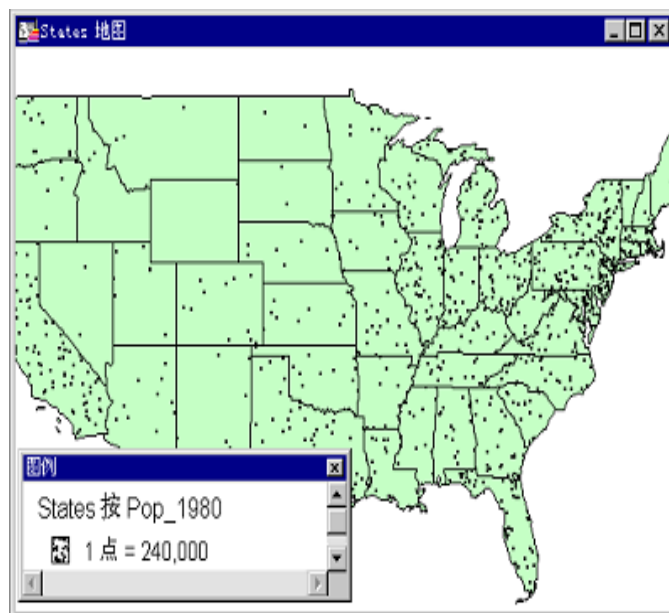 States 地图
图例
States 按 Pop_1980
1 点 = 240,000